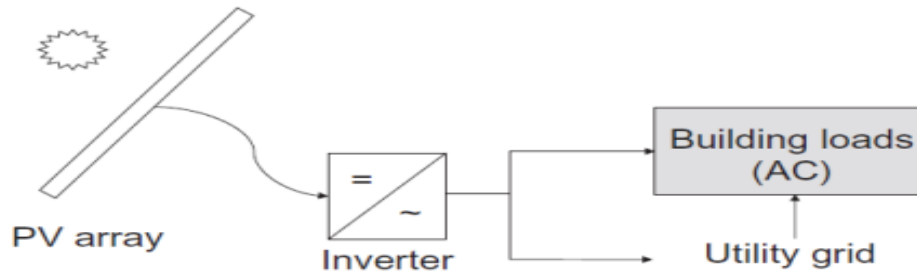 PV array
=
~
Inverter
Building loads
(AC)
Utility grid